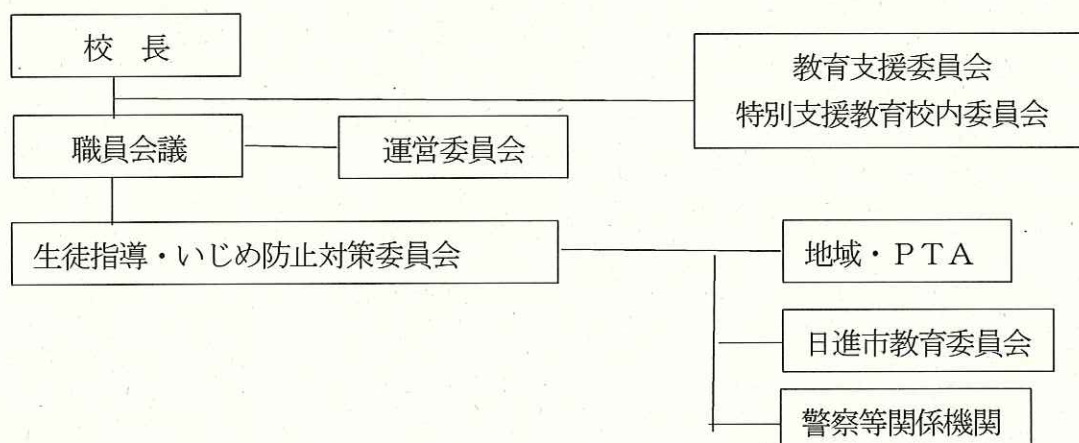 校　長
教育支援委員会
特別支援教育校内委員会
職員会議
運営委員会
生徒指導・いじめ防止対策委員会
地域・ＰＴＡ
日進市教育委員会
警察等関係機関